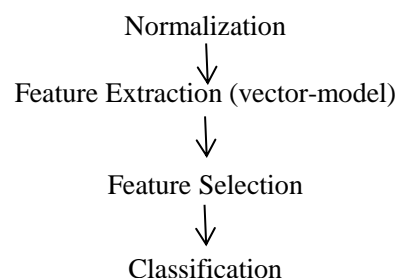 Normalization
Feature Extraction (vector-model)
Feature Selection
Classification